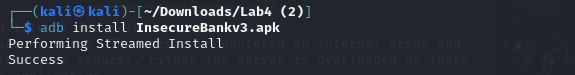 ┌──(kali㉿kali)-[~/Downloads/Lab4 (2)]
└─$ adb install InsecureBankv3.apk
Performing Streamed Install
Success